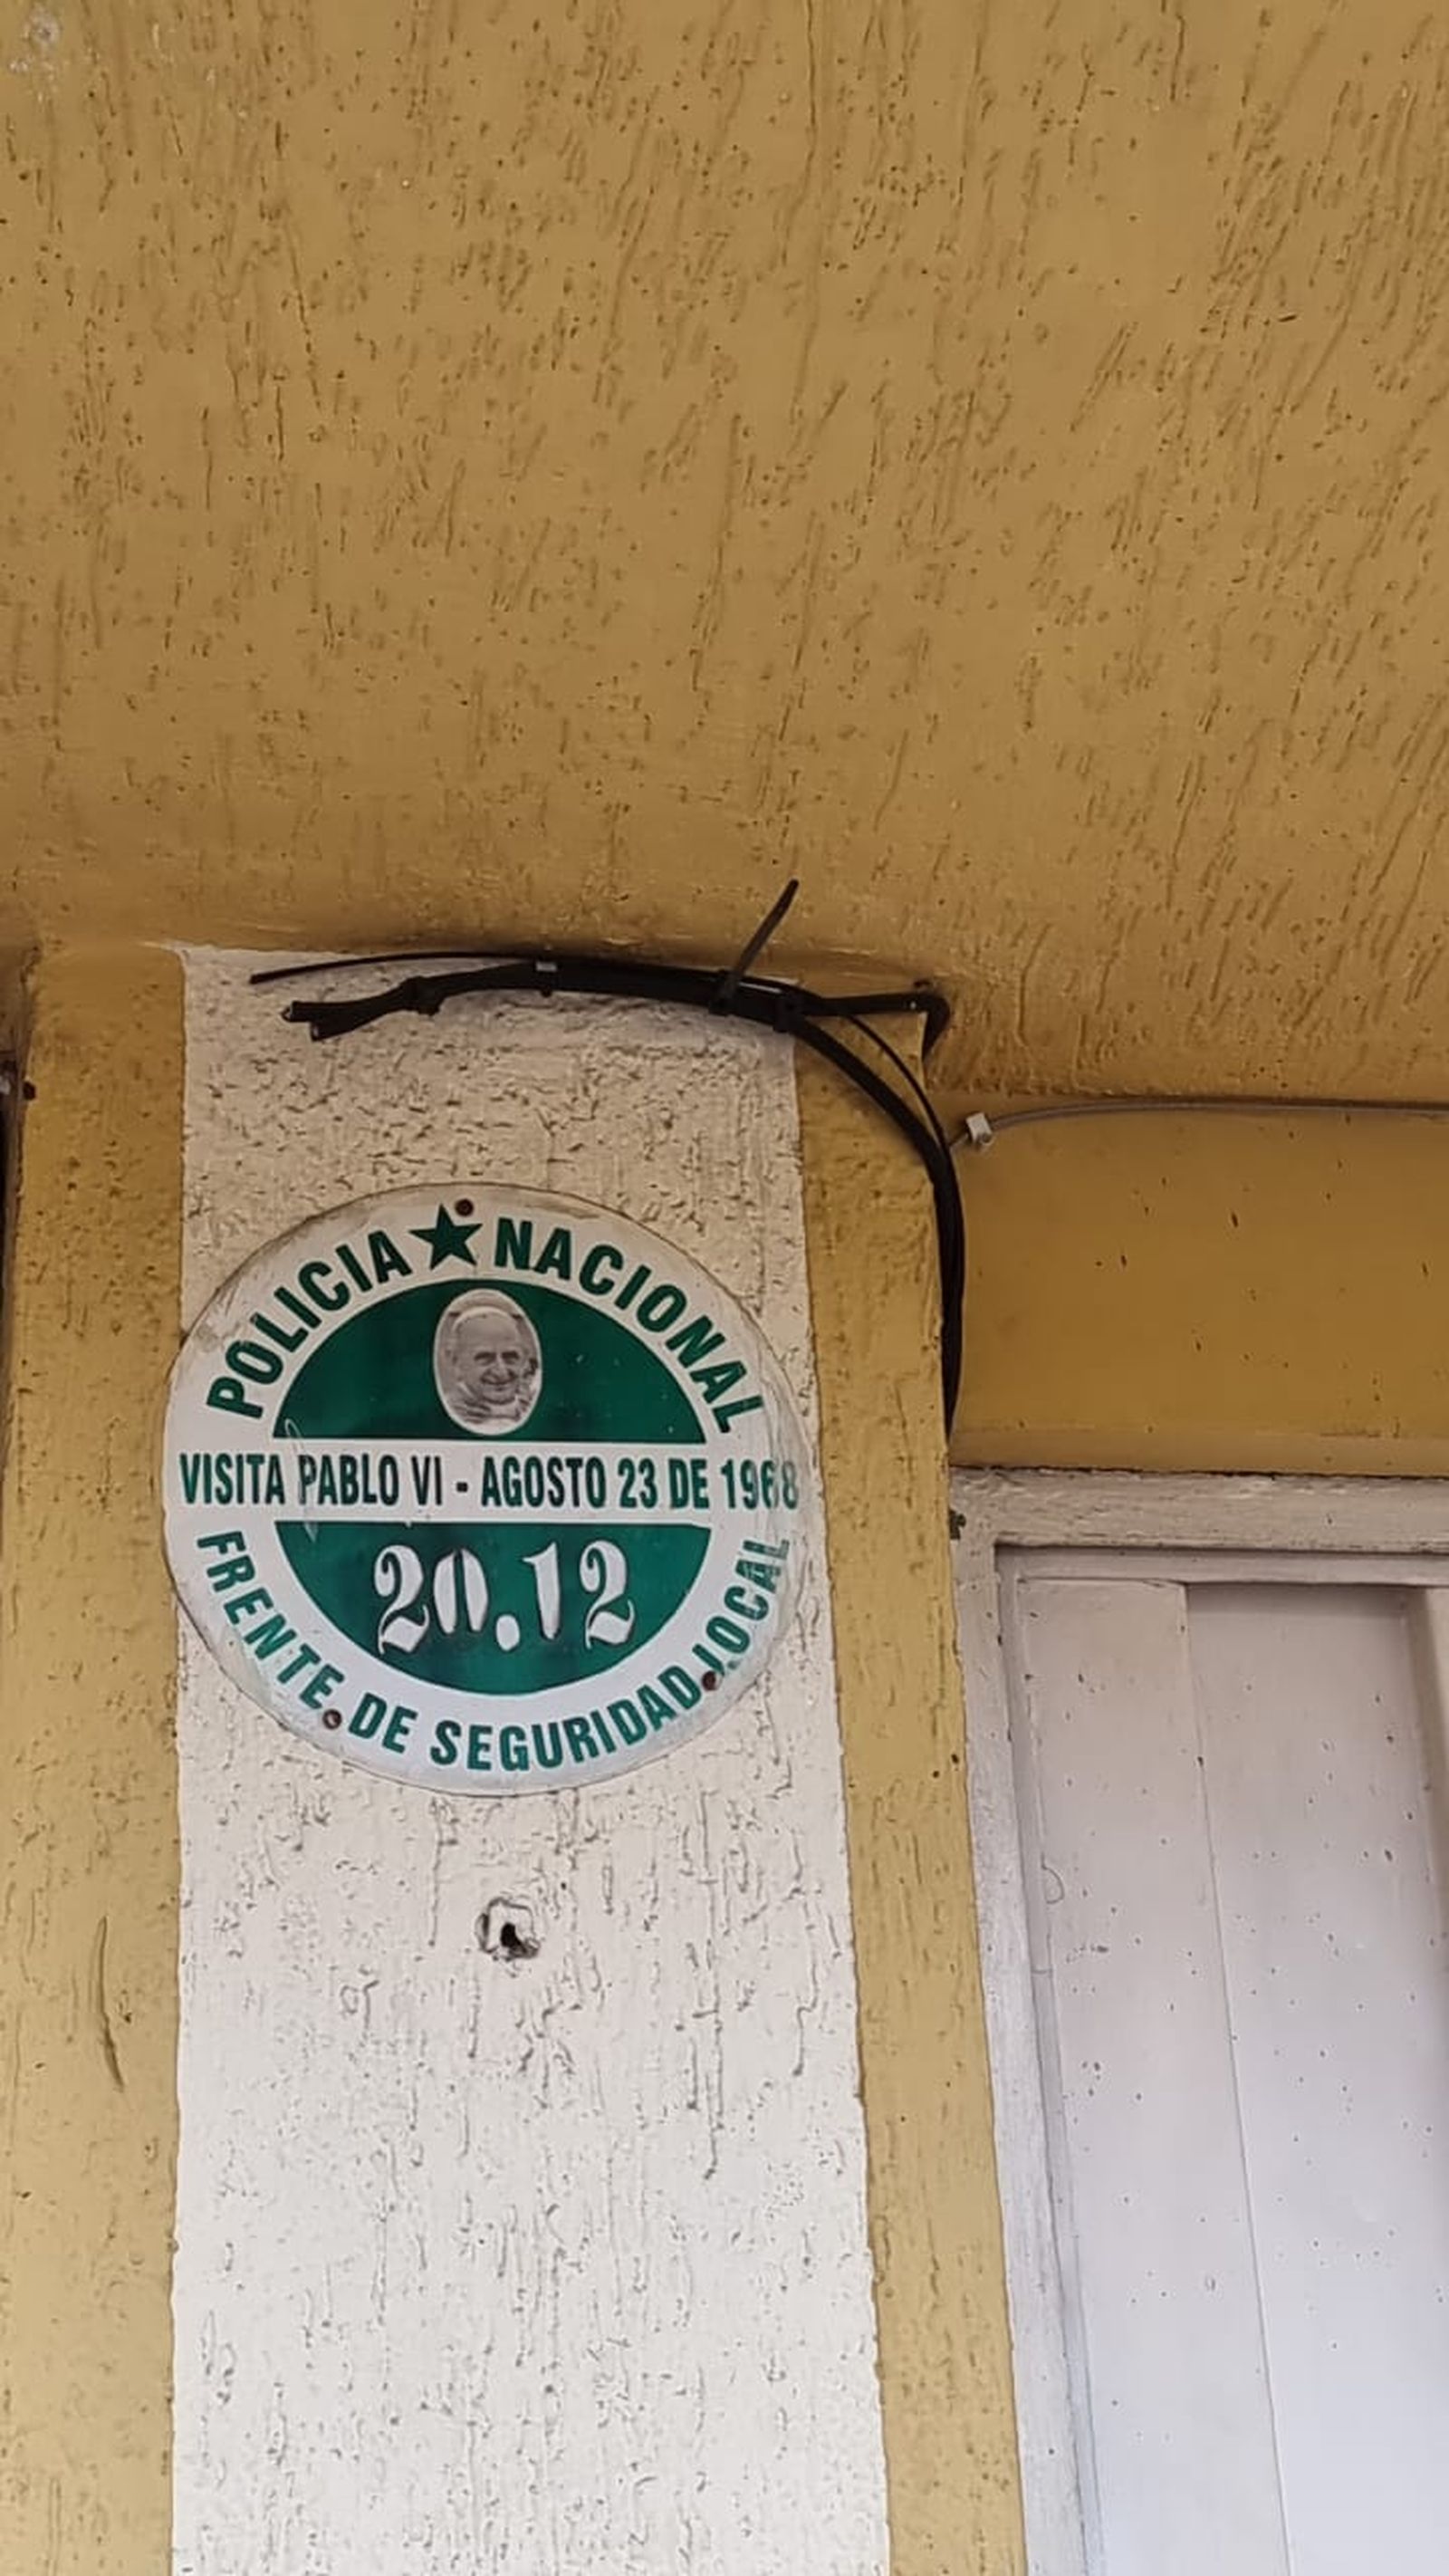 POLICIA ★ NACIONAL
VISITA PABLO VI - AGOSTO 23 DE 1968
20.12
FRENTE DE SEGURIDAD LOCAL